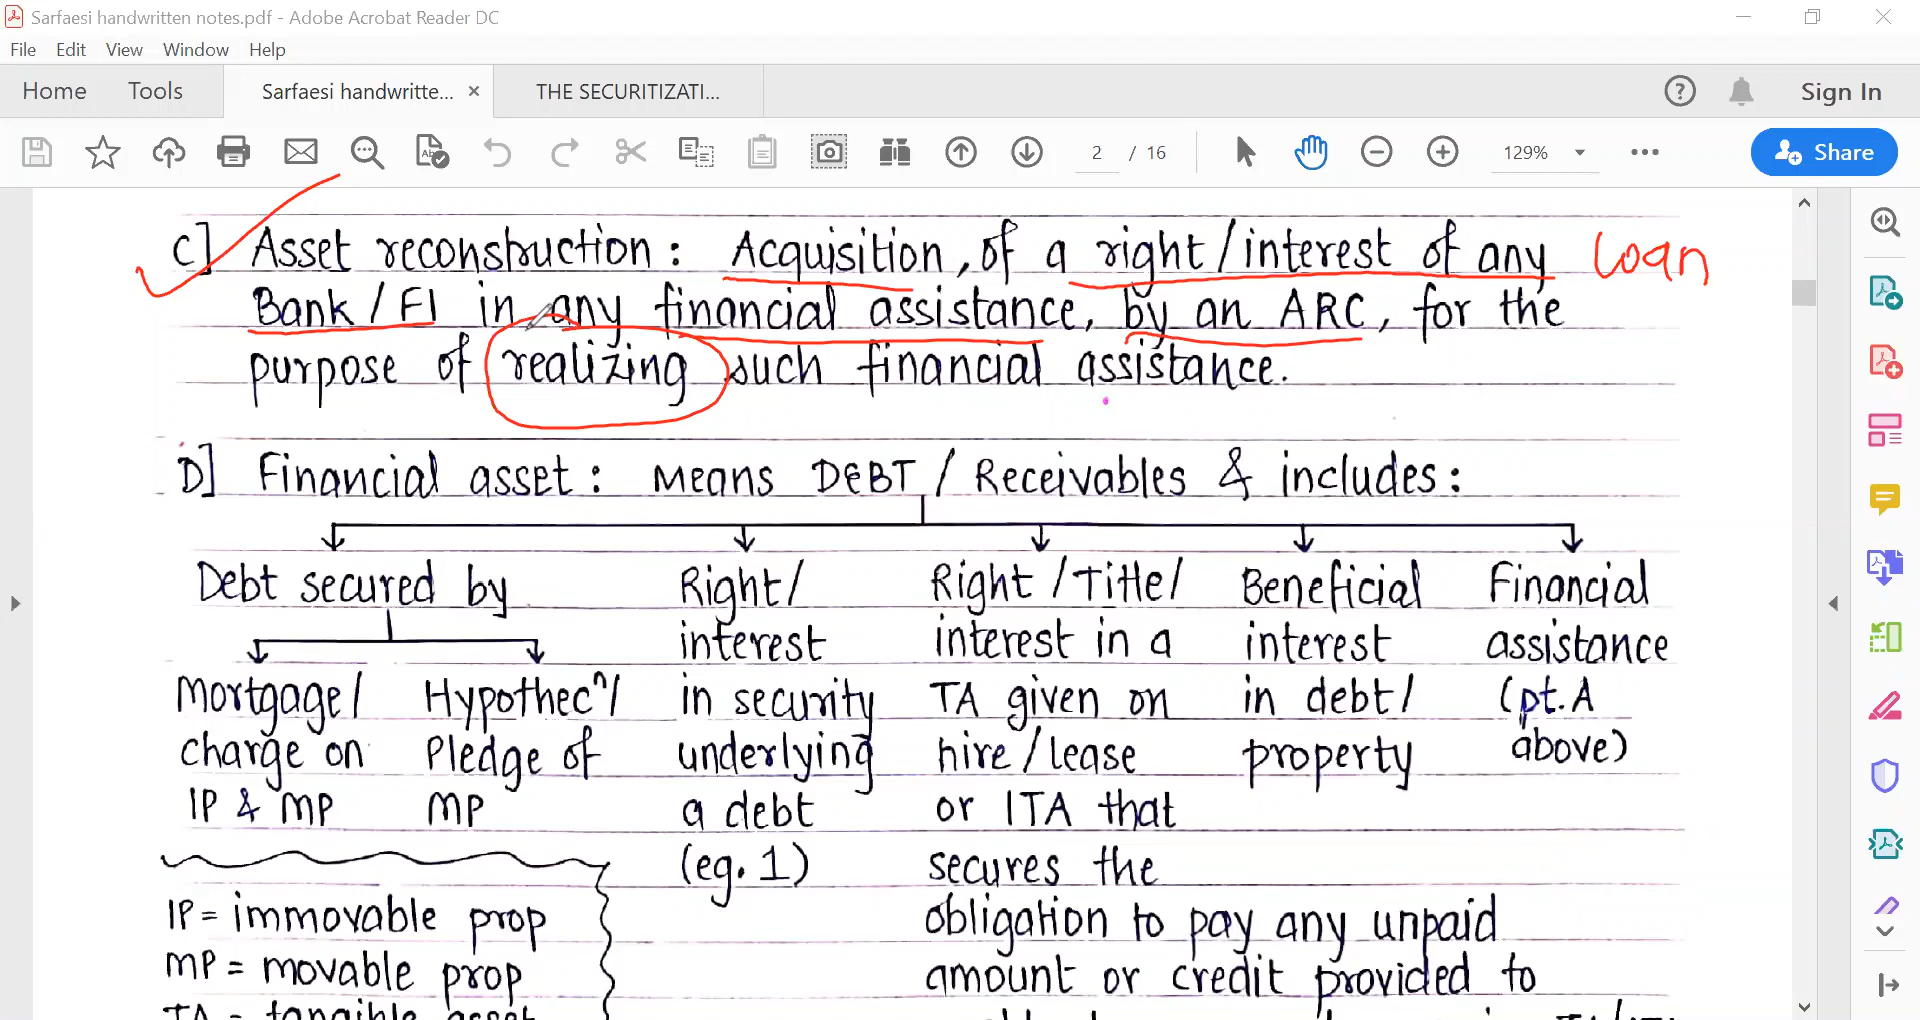 Sarfaesi handwritten notes.pdf - Adobe Acrobat Reader DC
File Edit View Window Help
Home Tools Sarfaesi handwritte... × THE SECURITIZATI... Sign In
2 / 16 129% Share
C] Asset reconstruction : Acquisition, of a right/interest of any loan
Bank / FI in any financial assistance, by an ARC, for the
purpose of realizing such financial assistance.
D] Financial asset : Means DEBT / Receivables & includes :
Debt secured by
Mortgage/
charge on
IP & MP
Hypothecⁿ/
Pledge of
MP
Right/
interest
in security
underlying
a debt
(eg. 1)
Right / Title/
interest in a
TA given on
hire / lease
or ITA that
secures the
obligation to pay any unpaid
amount or credit provided to
Beneficial
interest
in debt/
property
Financial
assistance
(pt. A
above)
IP = immovable prop
MP = movable prop
TA = tangible asset